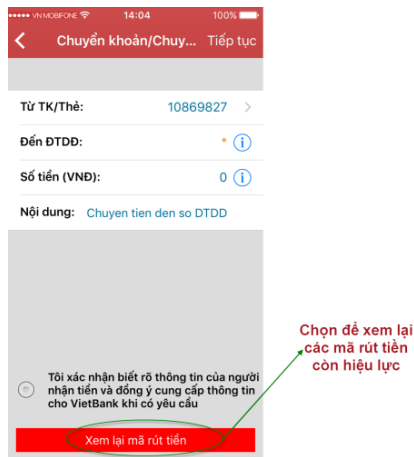 VN MOBIFONE 14:04 100%
Chuyển khoản/Chuy... Tiếp tục
Từ TK/Thẻ: 10869827
Đến ĐTDĐ: *
Số tiền (VNĐ): 0
Nội dung: Chuyen tien den so DTDD
Chọn để xem lại
các mã rút tiền
còn hiệu lực
Tôi xác nhận biết rõ thông tin của người
nhận tiền và đồng ý cung cấp thông tin
cho VietBank khi có yêu cầu
Xem lại mã rút tiền